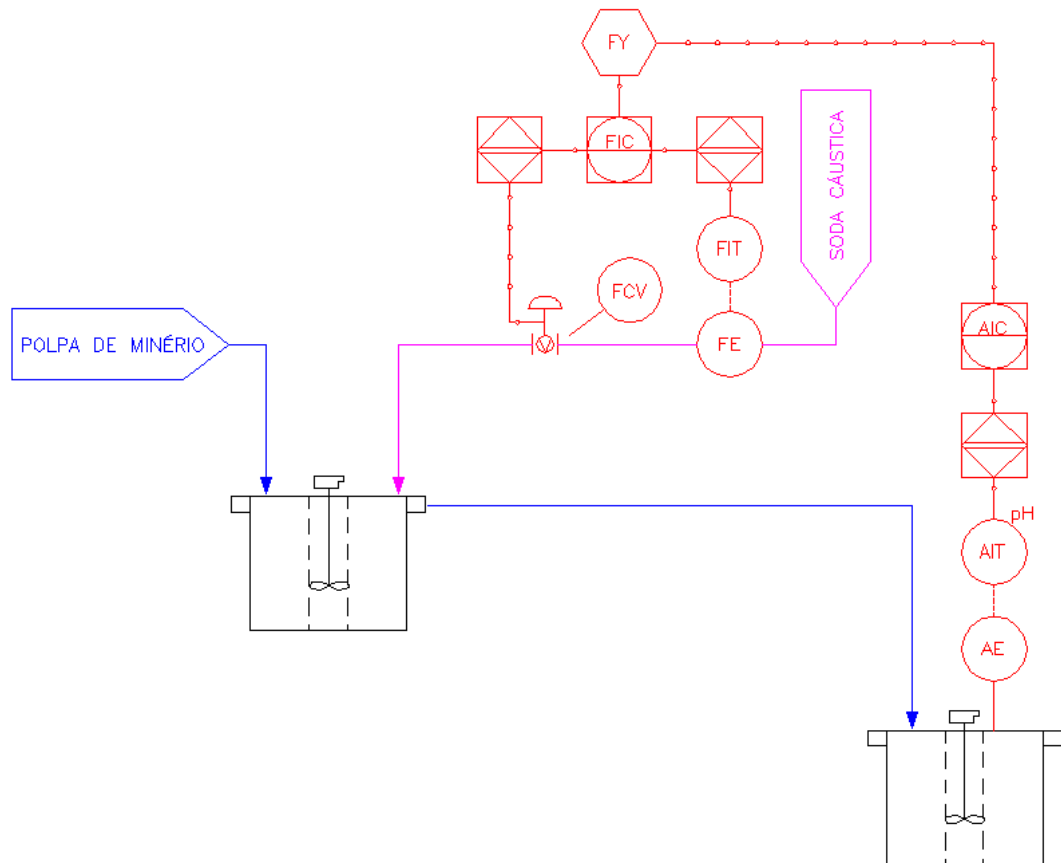 FY
FIC
SODA CÁUSTICA
FIT
FCV
POLPA DE MINÉRIO
FE
AIC
pH
AIT
AE